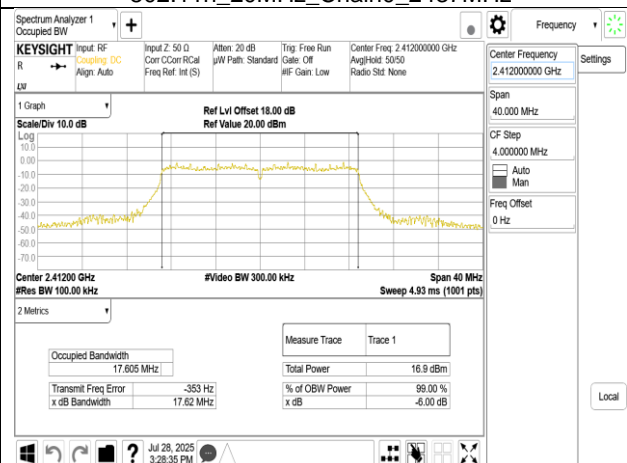 Spectrum Analyzer 1
Occupied BW
Frequency
KEYSIGHT
R
LXI
Input: RF
Coupling: DC
Align: Auto
Input Z: 50 Ω
Corr CCorr RCal
Freq Ref: Int (S)
Atten: 20 dB
µW Path: Standard
Trig: Free Run
Gate: Off
#IF Gain: Low
Center Freq: 2.412000000 GHz
Avg|Hold: 50/50
Radio Std: None
Center Frequency
2.412000000 GHz
Settings
Span
40.000 MHz
CF Step
4.000000 MHz
Auto
Man
Freq Offset
0 Hz
Local
1 Graph
Scale/Div 10.0 dB
Ref Lvl Offset 18.00 dB
Ref Value 20.00 dBm
Log
10.0
0.00
-10.0
-20.0
-30.0
-40.0
-50.0
-60.0
-70.0
Center 2.41200 GHz
#Video BW 300.00 kHz
Span 40 MHz
#Res BW 100.00 kHz
Sweep 4.93 ms (1001 pts)
2 Metrics
Occupied Bandwidth
17.605 MHz
Transmit Freq Error -353 Hz
x dB Bandwidth 17.62 MHz
Measure Trace Trace 1
Total Power 16.9 dBm
% of OBW Power 99.00 %
x dB -6.00 dB
?
Jul 28, 2025
3:28:35 PM